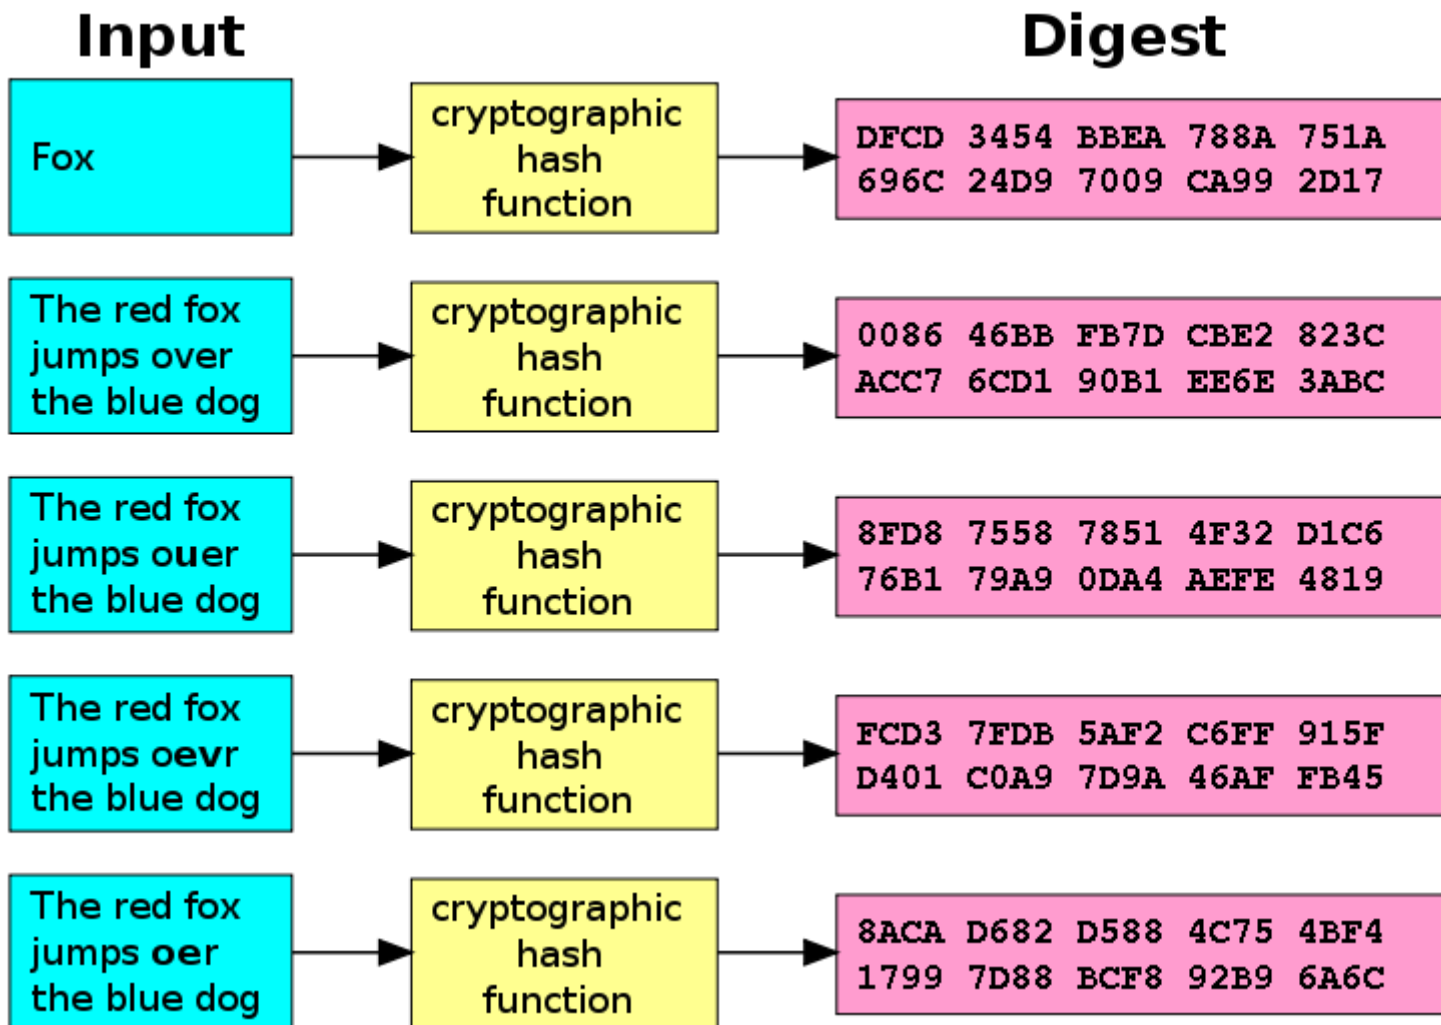 Input
Digest
Fox
cryptographic
hash
function
DFCD 3454 BBEA 788A 751A
696C 24D9 7009 CA99 2D17
The red fox
jumps over
the blue dog
cryptographic
hash
function
0086 46BB FB7D CBE2 823C
ACC7 6CD1 90B1 EE6E 3ABC
The red fox
jumps ouer
the blue dog
cryptographic
hash
function
8FD8 7558 7851 4F32 D1C6
76B1 79A9 0DA4 AEFE 4819
The red fox
jumps oevr
the blue dog
cryptographic
hash
function
FCD3 7FDB 5AF2 C6FF 915F
D401 C0A9 7D9A 46AF FB45
The red fox
jumps oer
the blue dog
cryptographic
hash
function
8ACA D682 D588 4C75 4BF4
1799 7D88 BCF8 92B9 6A6C